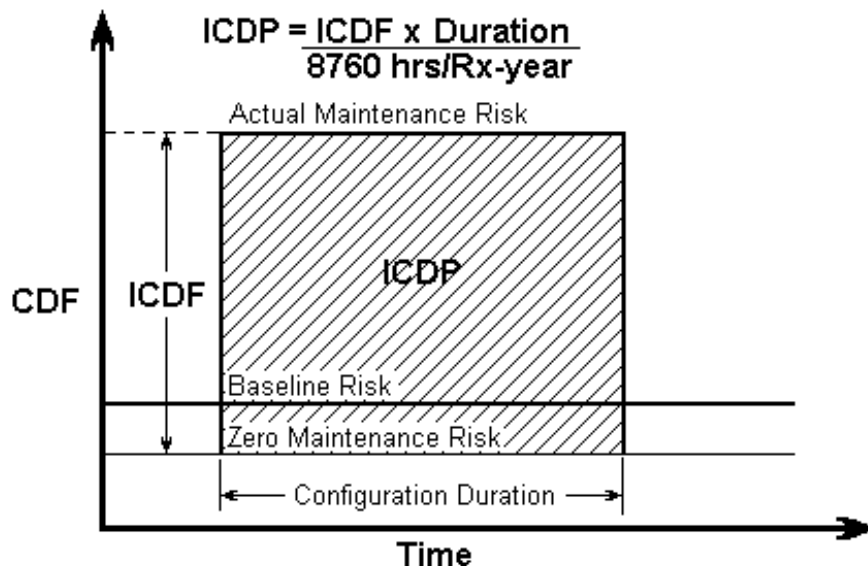 ICDP = ICDF x Duration
8760 hrs/Rx-year
Actual Maintenance Risk
ICDP
ICDF
CDF
Baseline Risk
Zero Maintenance Risk
Configuration Duration
Time